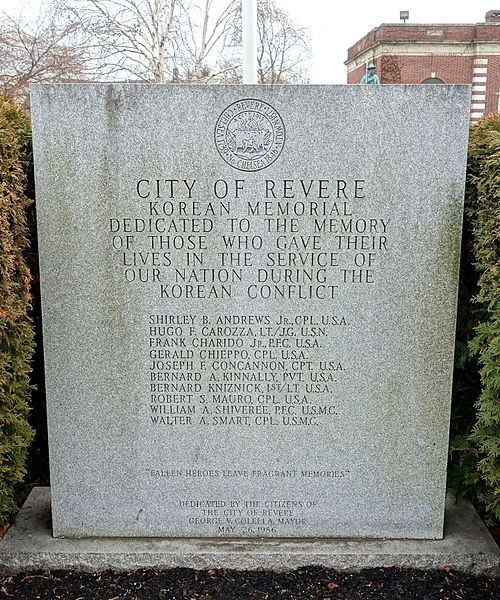 CITY OF REVERE
KOREAN MEMORIAL
DEDICATED TO THE MEMORY
OF THOSE WHO GAVE THEIR
LIVES IN THE SERVICE OF
OUR NATION DURING THE
KOREAN CONFLICT
SHIRLEY B. ANDREWS JR., CPL. U.S.A.
HUGO F. CAROZZA, LT./J.G. U.S.N.
FRANK CHARIDO JR., P.F.C. U.S.A.
GERALD CHIEPPO, CPL. U.S.A.
JOSEPH F. CONCANNON, CPT. U.S.A.
BERNARD A. KINNALLY, PVT. U.S.A.
BERNARD KNIZNICK, 1ST/LT. U.S.A.
ROBERT S. MAURO, CPL. U.S.A.
WILLIAM A. SHIVEREE, P.F.C. U.S.M.C.
WALTER A. SMART, CPL. U.S.M.C.
"FALLEN HEROES LEAVE FRAGRANT MEMORIES"
DEDICATED BY THE CITIZENS OF
THE CITY OF REVERE
GEORGE V. COLELLA, MAYOR
MAY 26, 1986